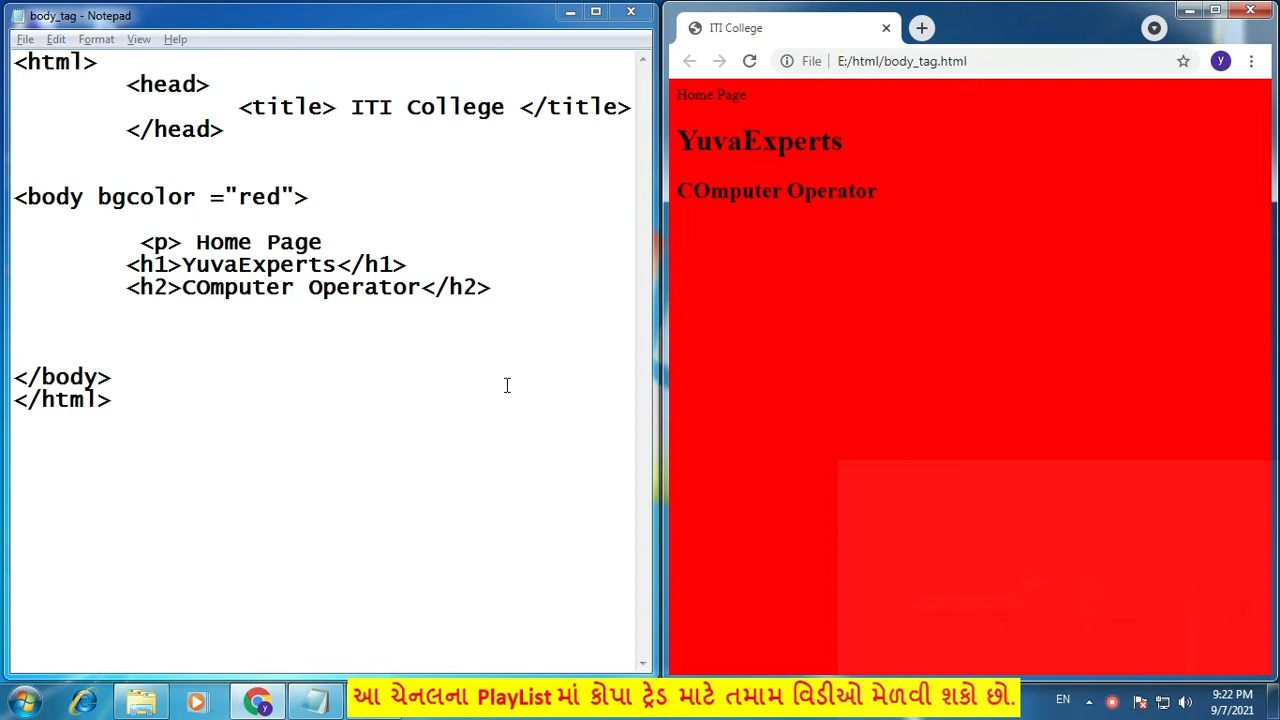 body_tag - Notepad
File Edit Format View Help
<html>
<head>
<title> ITI College </title>
</head>
<body bgcolor ="red">
<p> Home Page
<h1>YuvaExperts</h1>
<h2>COmputer Operator</h2>
</body>
</html>
ITI College
File E:/html/body_tag.html
y
Home Page
YuvaExperts
COmputer Operator
આ ચેનલના PlayList માં કોપા ટ્રેડ માટે તમામ વિડીઓ મેળવી શકો છો.
EN
9:22 PM
9/7/2021